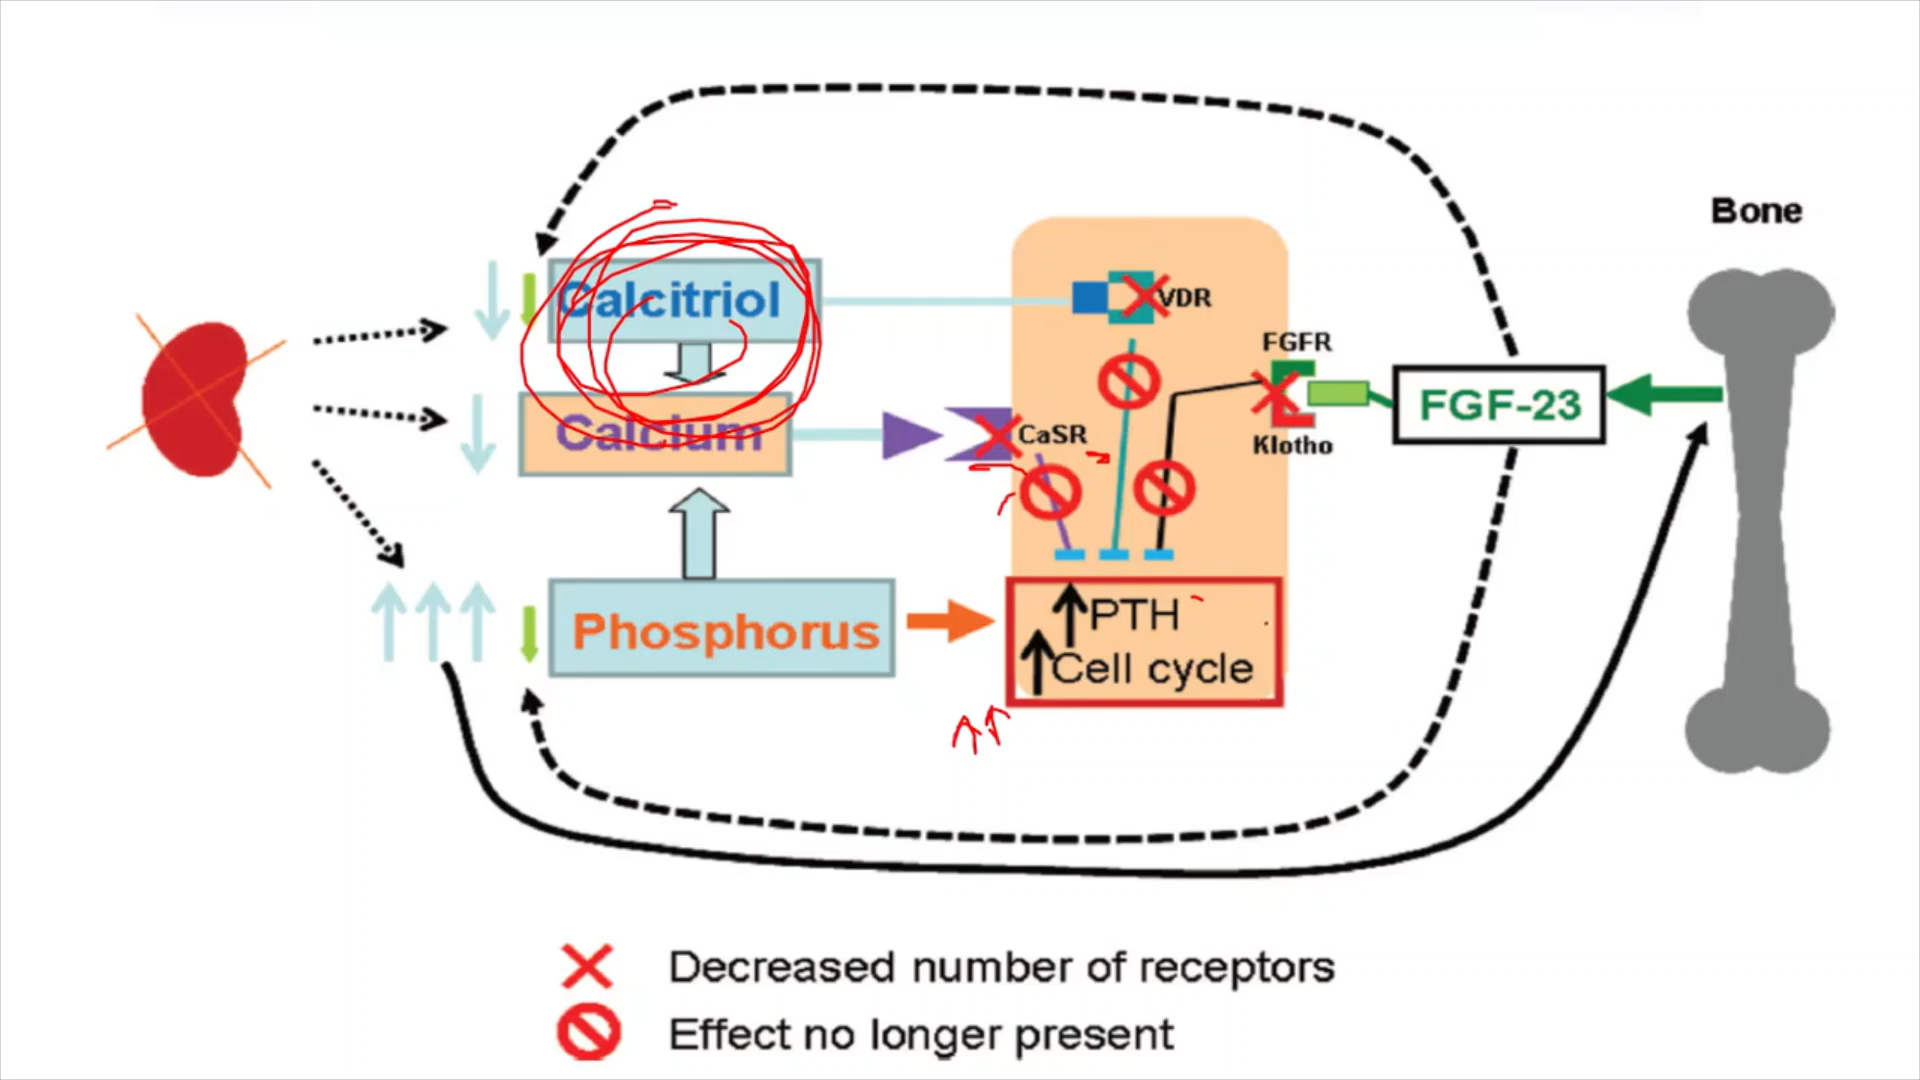 Bone
Calcitriol
VDR
FGFR
FGF-23
Calcium
CaSR
Klotho
Phosphorus
PTH
Cell cycle
Decreased number of receptors
Effect no longer present